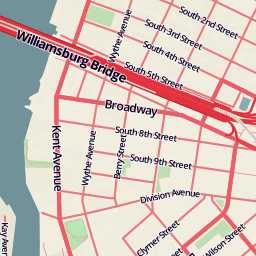 South 2nd Street
South 3rd Street
Wythe Avenue
South 4th Street
Williamsburg Bridge
South 5th Street
Broadway
South 8th Street
Kent Avenue
Wythe Avenue
Berry Street
South 9th Street
Division Avenue
Kay Aven
Clymer Street
Wilson Street